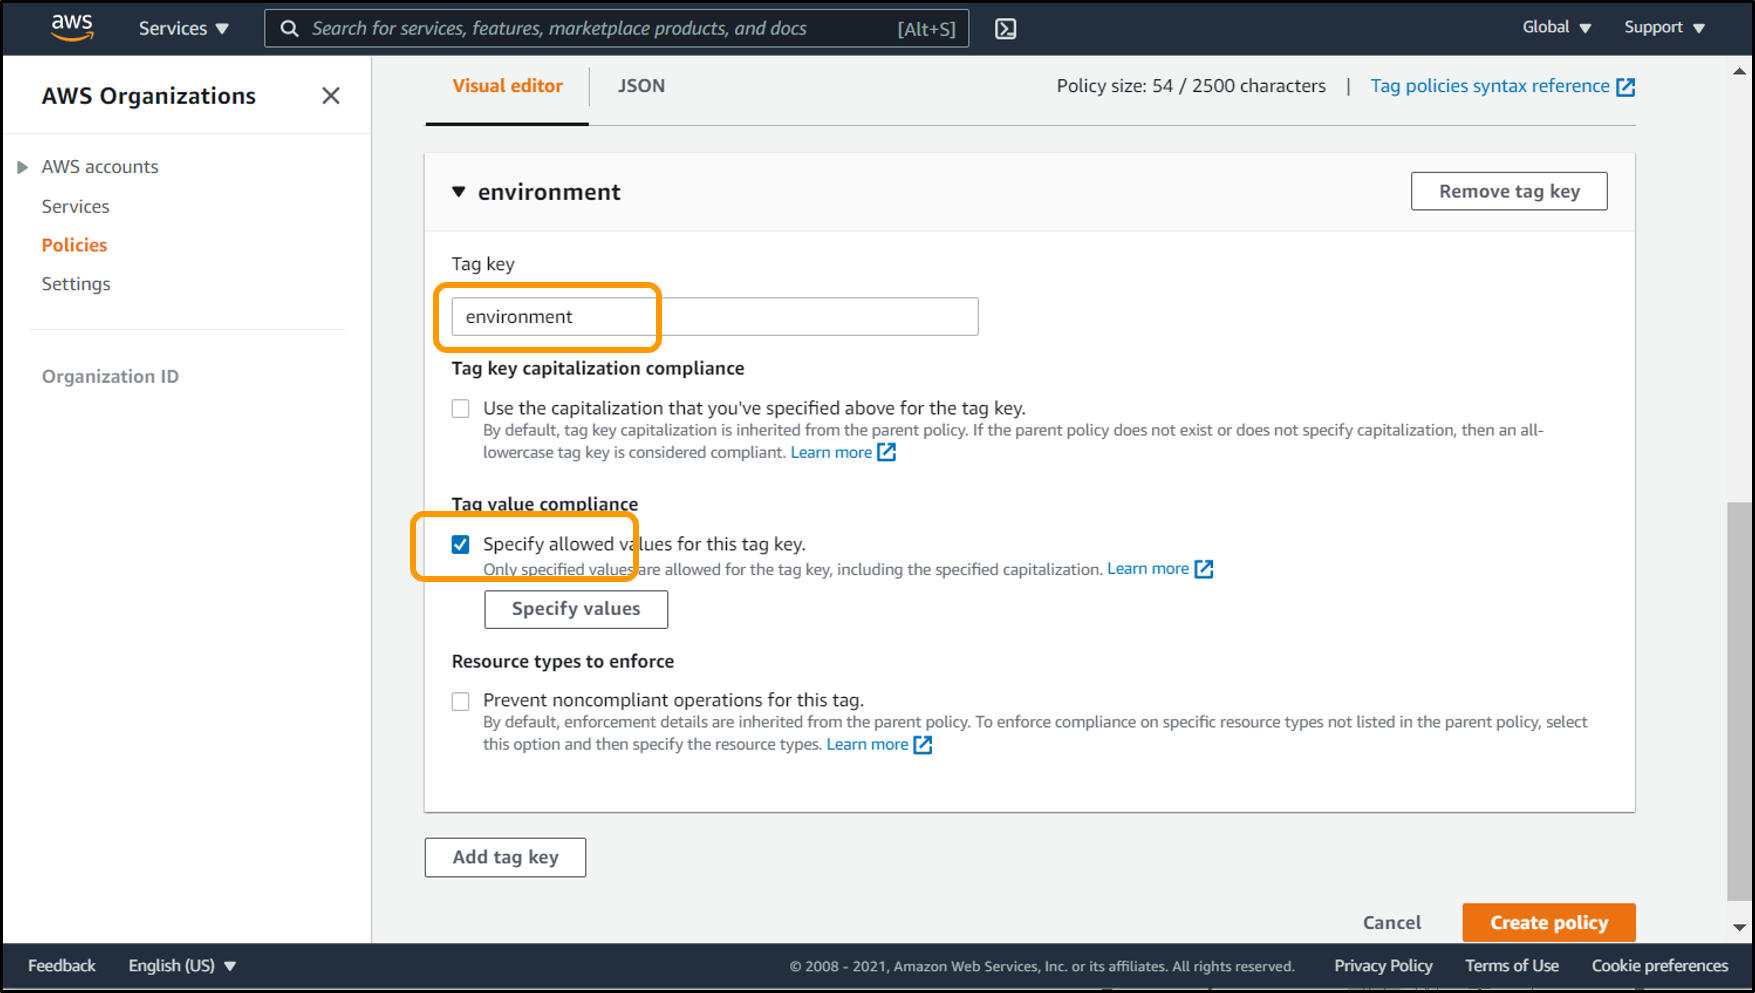 aws
Services
Search for services, features, marketplace products, and docs
[Alt+S]
Global
Support
AWS Organizations
AWS accounts
Services
Policies
Settings
Organization ID
Visual editor
JSON
Policy size: 54 / 2500 characters | Tag policies syntax reference
environment
Remove tag key
Tag key
environment
Tag key capitalization compliance
Use the capitalization that you've specified above for the tag key.
By default, tag key capitalization is inherited from the parent policy. If the parent policy does not exist or does not specify capitalization, then an all-
lowercase tag key is considered compliant. Learn more
Tag value compliance
Specify allowed values for this tag key.
Only specified values are allowed for the tag key, including the specified capitalization. Learn more
Specify values
Resource types to enforce
Prevent noncompliant operations for this tag.
By default, enforcement details are inherited from the parent policy. To enforce compliance on specific resource types not listed in the parent policy, select
this option and then specify the resource types. Learn more
Add tag key
Cancel
Create policy
Feedback
English (US)
© 2008 - 2021, Amazon Web Services, Inc. or its affiliates. All rights reserved.
Privacy Policy
Terms of Use
Cookie preferences